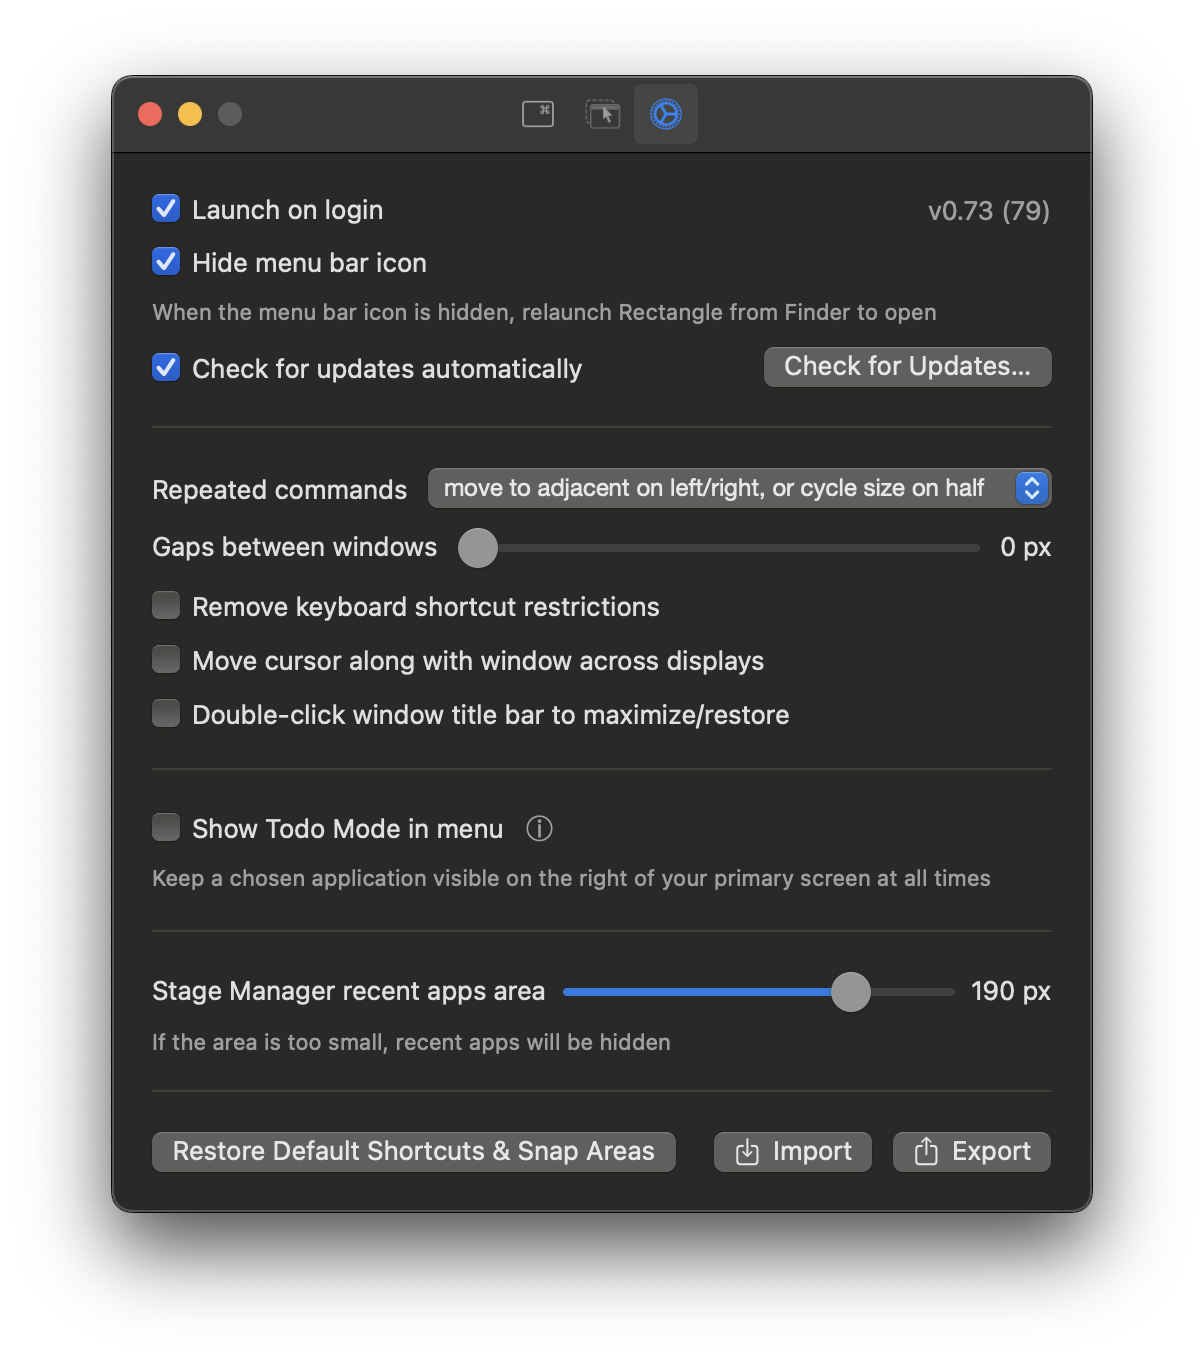 Launch on login
v0.73 (79)
Hide menu bar icon
When the menu bar icon is hidden, relaunch Rectangle from Finder to open
Check for updates automatically
Check for Updates...
Repeated commands
move to adjacent on left/right, or cycle size on half
Gaps between windows
0 px
Remove keyboard shortcut restrictions
Move cursor along with window across displays
Double-click window title bar to maximize/restore
Show Todo Mode in menu
Keep a chosen application visible on the right of your primary screen at all times
Stage Manager recent apps area
190 px
If the area is too small, recent apps will be hidden
Restore Default Shortcuts & Snap Areas
Import
Export